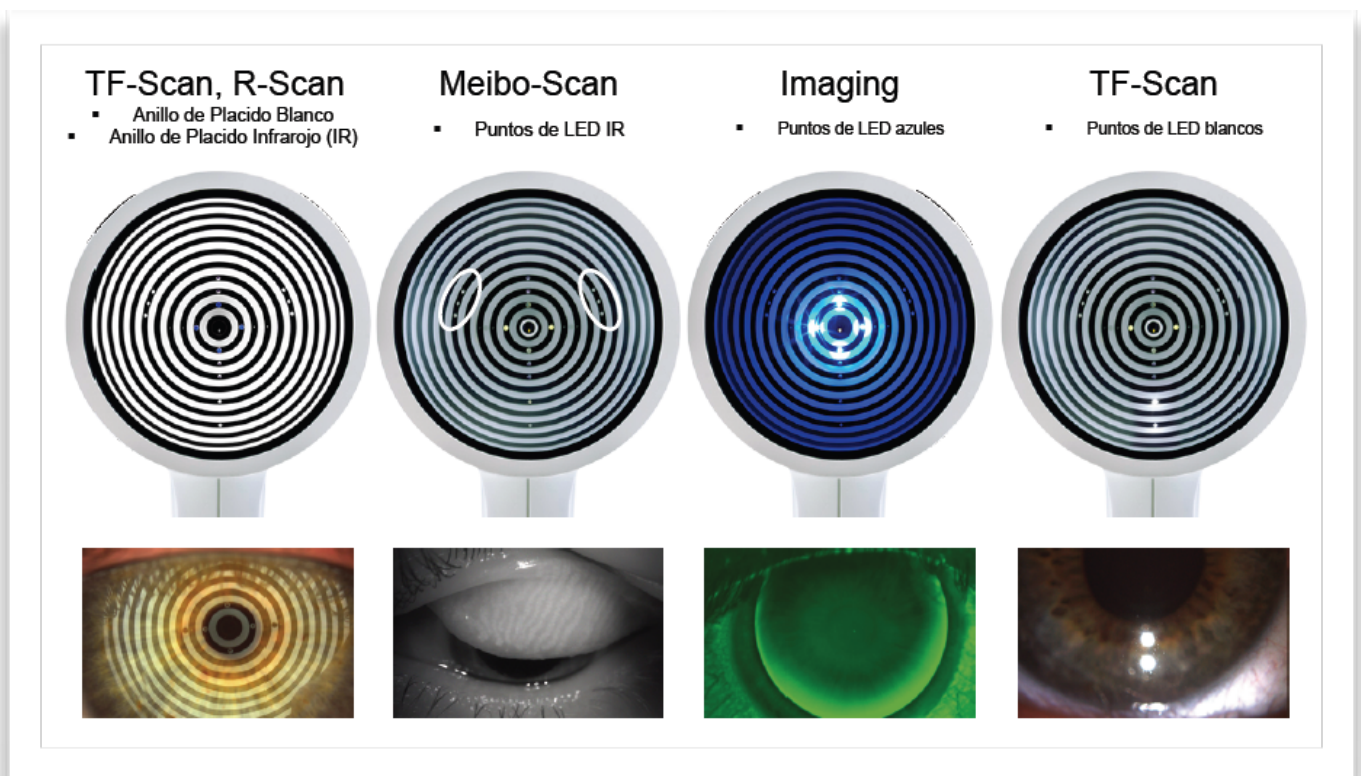 TF-Scan, R-Scan
▪ Anillo de Placido Blanco
▪ Anillo de Placido Infrarojo (IR)
Meibo-Scan
▪ Puntos de LED IR
Imaging
▪ Puntos de LED azules
TF-Scan
▪ Puntos de LED blancos